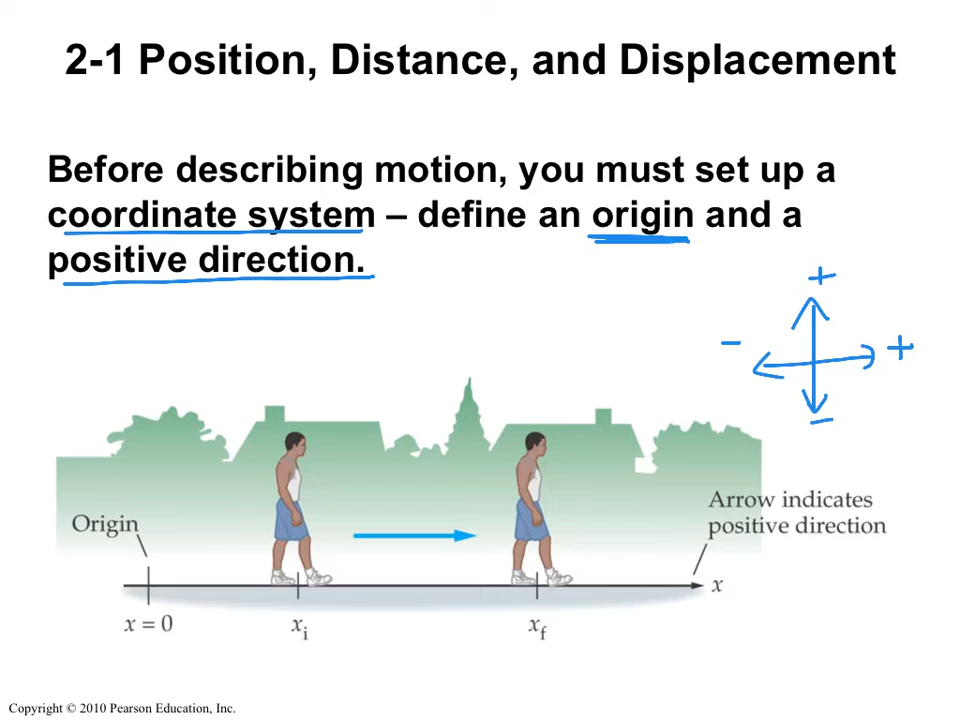 2-1 Position, Distance, and Displacement
Before describing motion, you must set up a
coordinate system – define an origin and a
positive direction.
+
- +
-
Arrow indicates
positive direction
Origin
x
x = 0 xi xf
Copyright © 2010 Pearson Education, Inc.